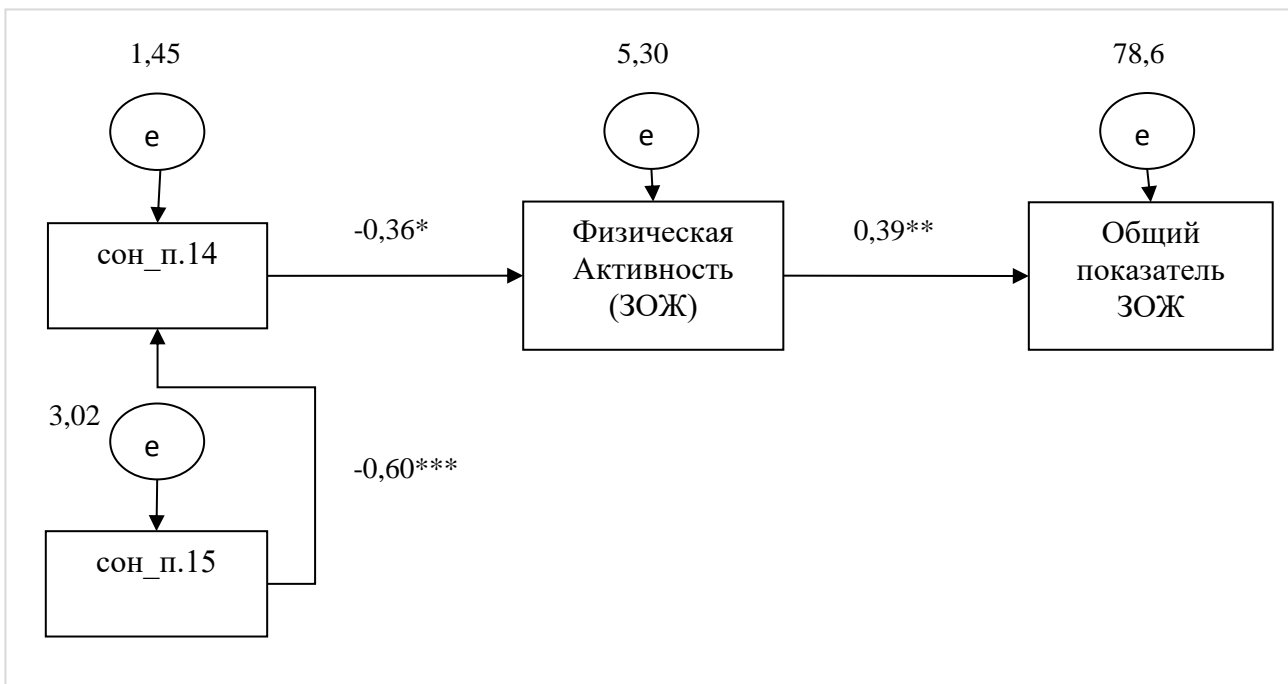 1,45
5,30
78,6
е
е
е
сон_п.14
-0,36*
Физическая
Активность
(ЗОЖ)
0,39**
Общий
показатель
ЗОЖ
3,02
е
-0,60***
сон_п.15